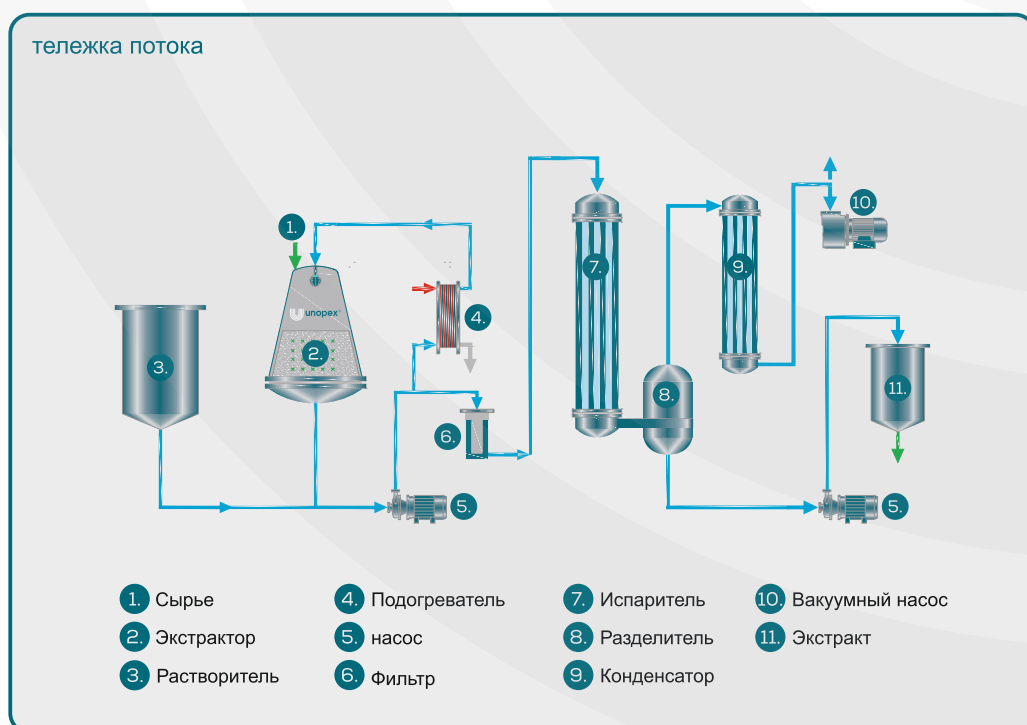 тележка потока
1.
10.
7.
9.
unopex®
4.
2.
3.
8.
11.
6.
5.
5.
1. Сырье
2. Экстрактор
3. Растворитель
4. Подогреватель
5. насос
6. Фильтр
7. Испаритель
8. Разделитель
9. Конденсатор
10. Вакуумный насос
11. Экстракт